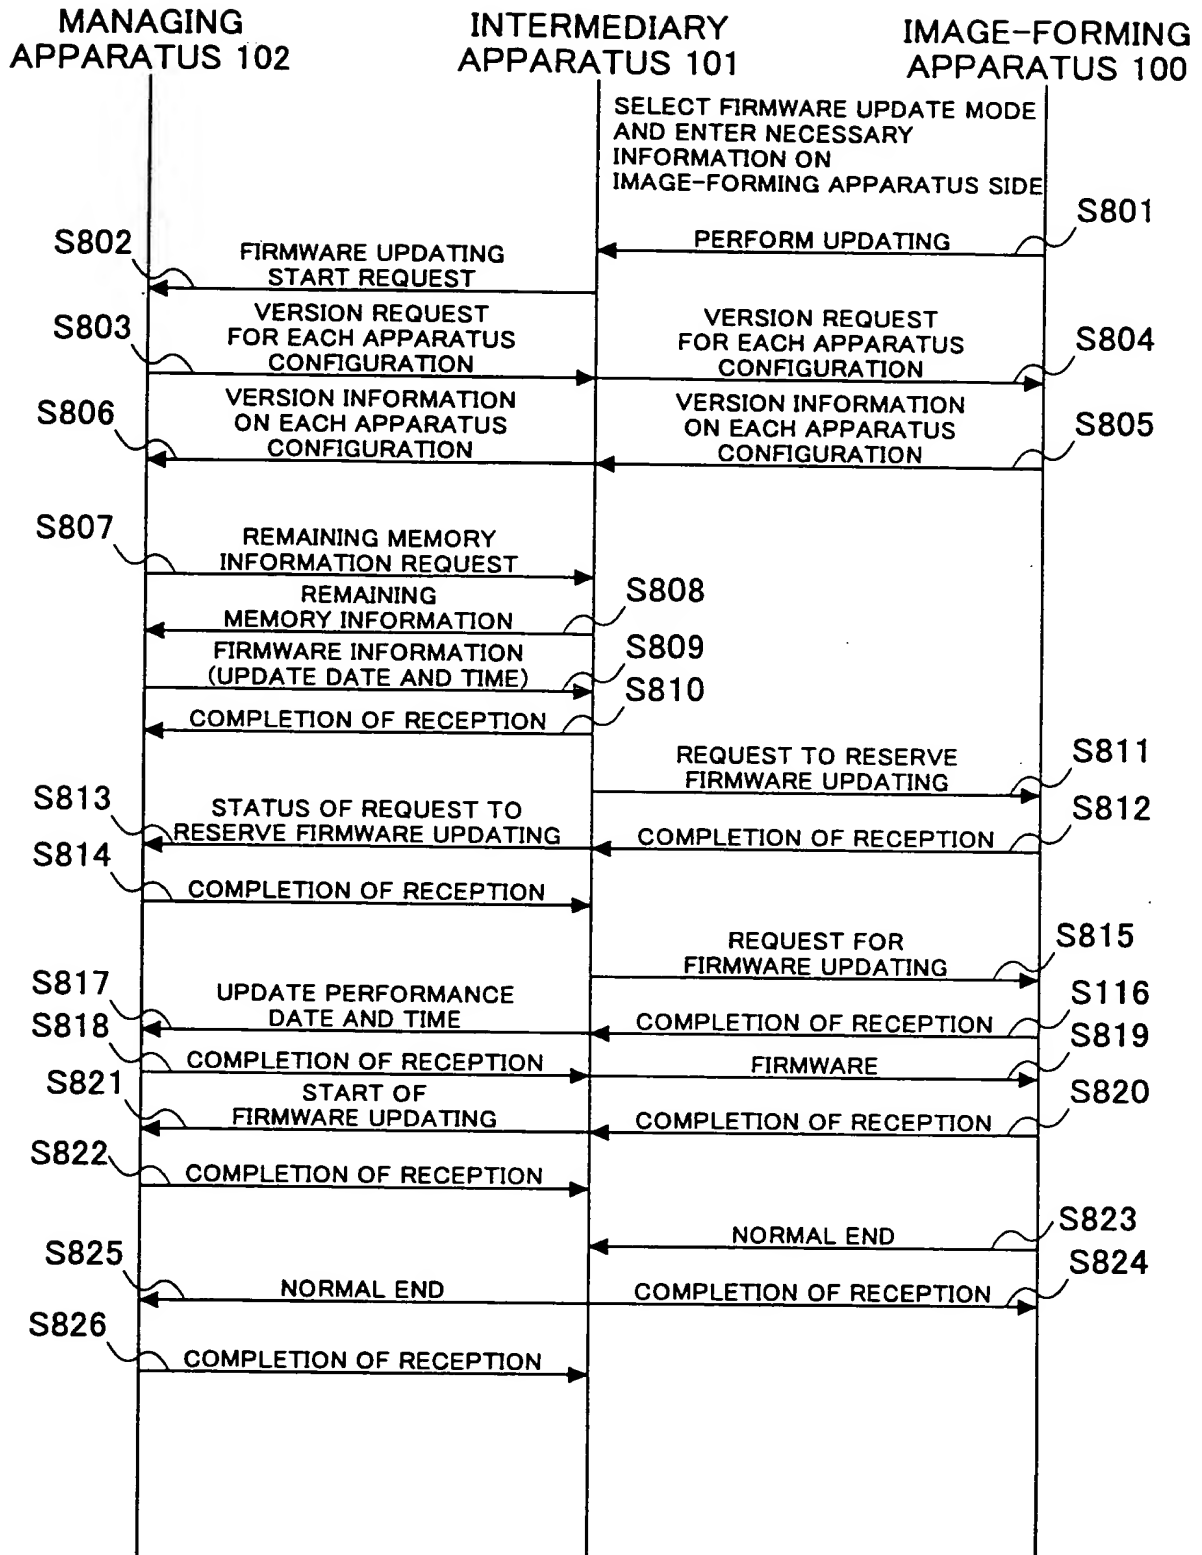 MANAGING
APPARATUS 102
INTERMEDIARY
APPARATUS 101
IMAGE-FORMING
APPARATUS 100
SELECT FIRMWARE UPDATE MODE
AND ENTER NECESSARY
INFORMATION ON
IMAGE-FORMING APPARATUS SIDE
S801
PERFORM UPDATING
S802
FIRMWARE UPDATING
START REQUEST
S803
VERSION REQUEST
FOR EACH APPARATUS
CONFIGURATION
VERSION REQUEST
FOR EACH APPARATUS
CONFIGURATION
S804
S806
VERSION INFORMATION
ON EACH APPARATUS
CONFIGURATION
VERSION INFORMATION
ON EACH APPARATUS
CONFIGURATION
S805
S807
REMAINING MEMORY
INFORMATION REQUEST
REMAINING
MEMORY INFORMATION
S808
FIRMWARE INFORMATION
(UPDATE DATE AND TIME)
S809
S810
COMPLETION OF RECEPTION
REQUEST TO RESERVE
FIRMWARE UPDATING
S811
S813
STATUS OF REQUEST TO
RESERVE FIRMWARE UPDATING
COMPLETION OF RECEPTION
S812
S814
COMPLETION OF RECEPTION
REQUEST FOR
FIRMWARE UPDATING
S815
S817
UPDATE PERFORMANCE
DATE AND TIME
COMPLETION OF RECEPTION
S116
S818
COMPLETION OF RECEPTION
FIRMWARE
S819
S821
START OF
FIRMWARE UPDATING
COMPLETION OF RECEPTION
S820
S822
COMPLETION OF RECEPTION
NORMAL END
S823
S825
NORMAL END
COMPLETION OF RECEPTION
S824
S826
COMPLETION OF RECEPTION